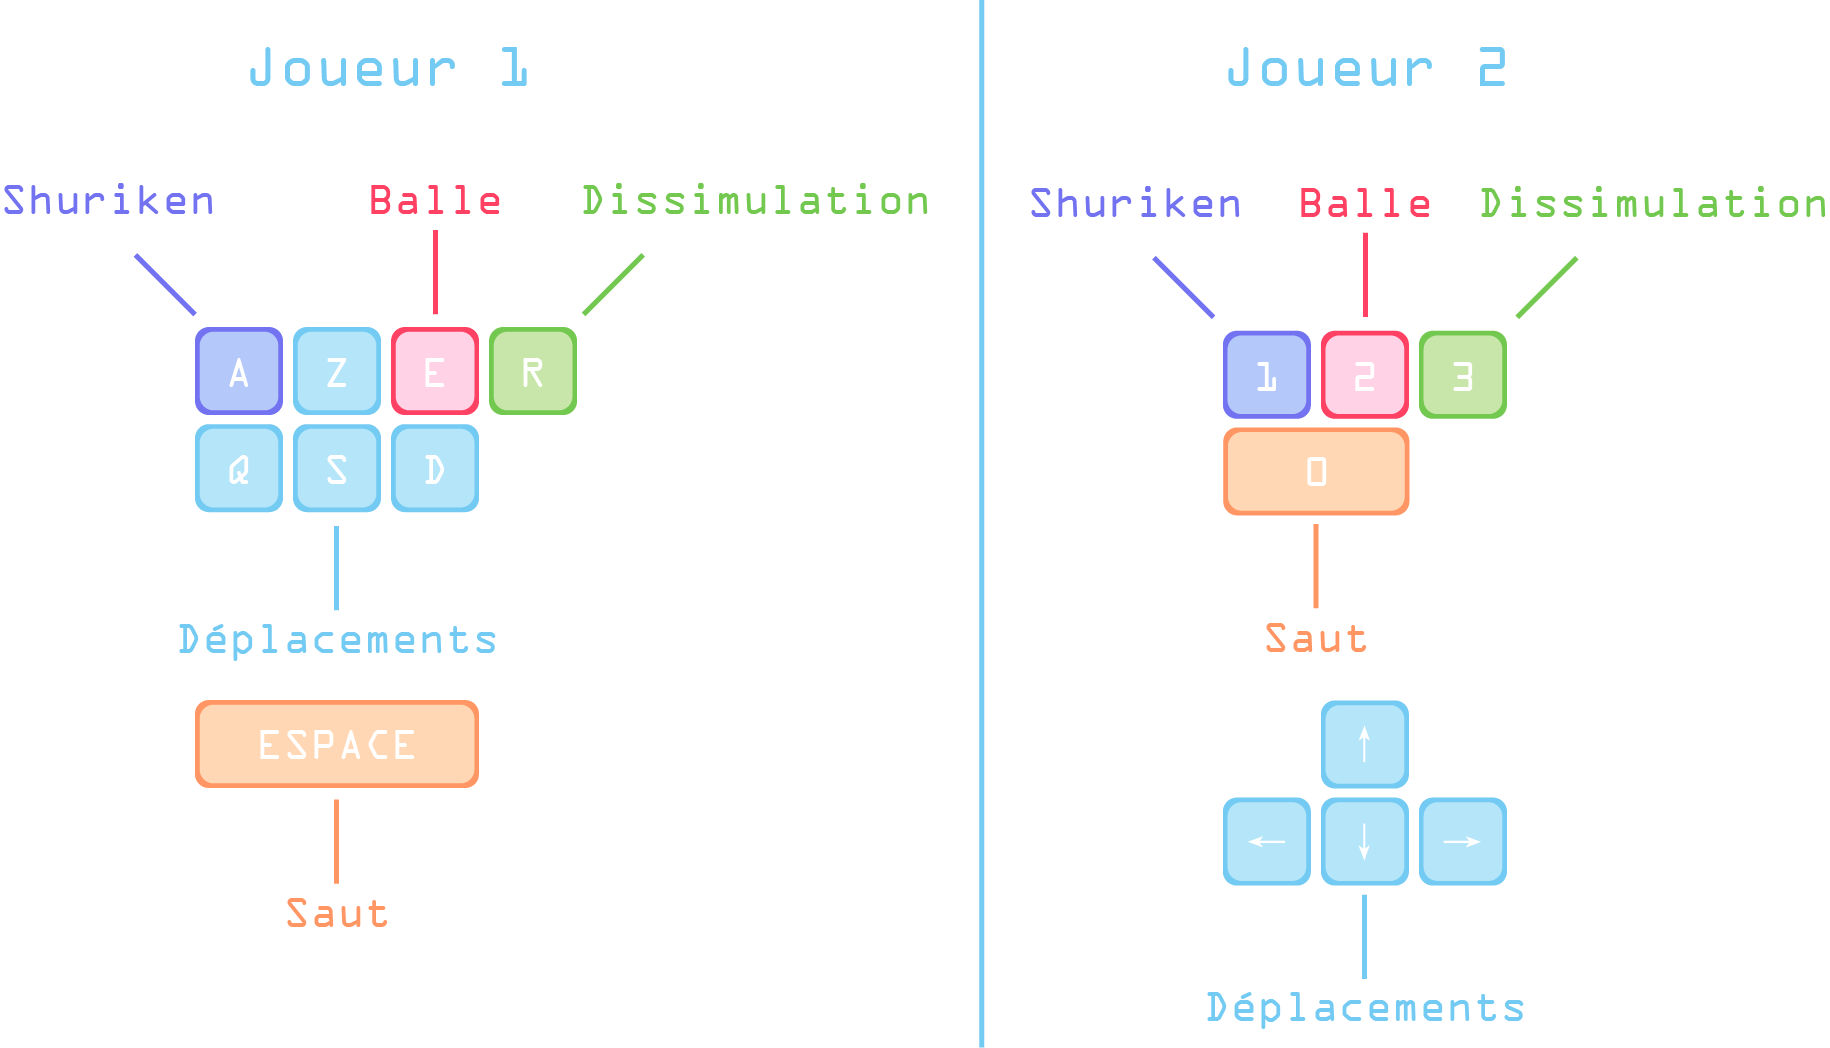 Joueur 1
Shuriken Balle Dissimulation
A Z E R
Q S D
Déplacements
ESPACE
Saut
Joueur 2
Shuriken Balle Dissimulation
1 2 3
0
Saut
↑
← ↓ →
Déplacements